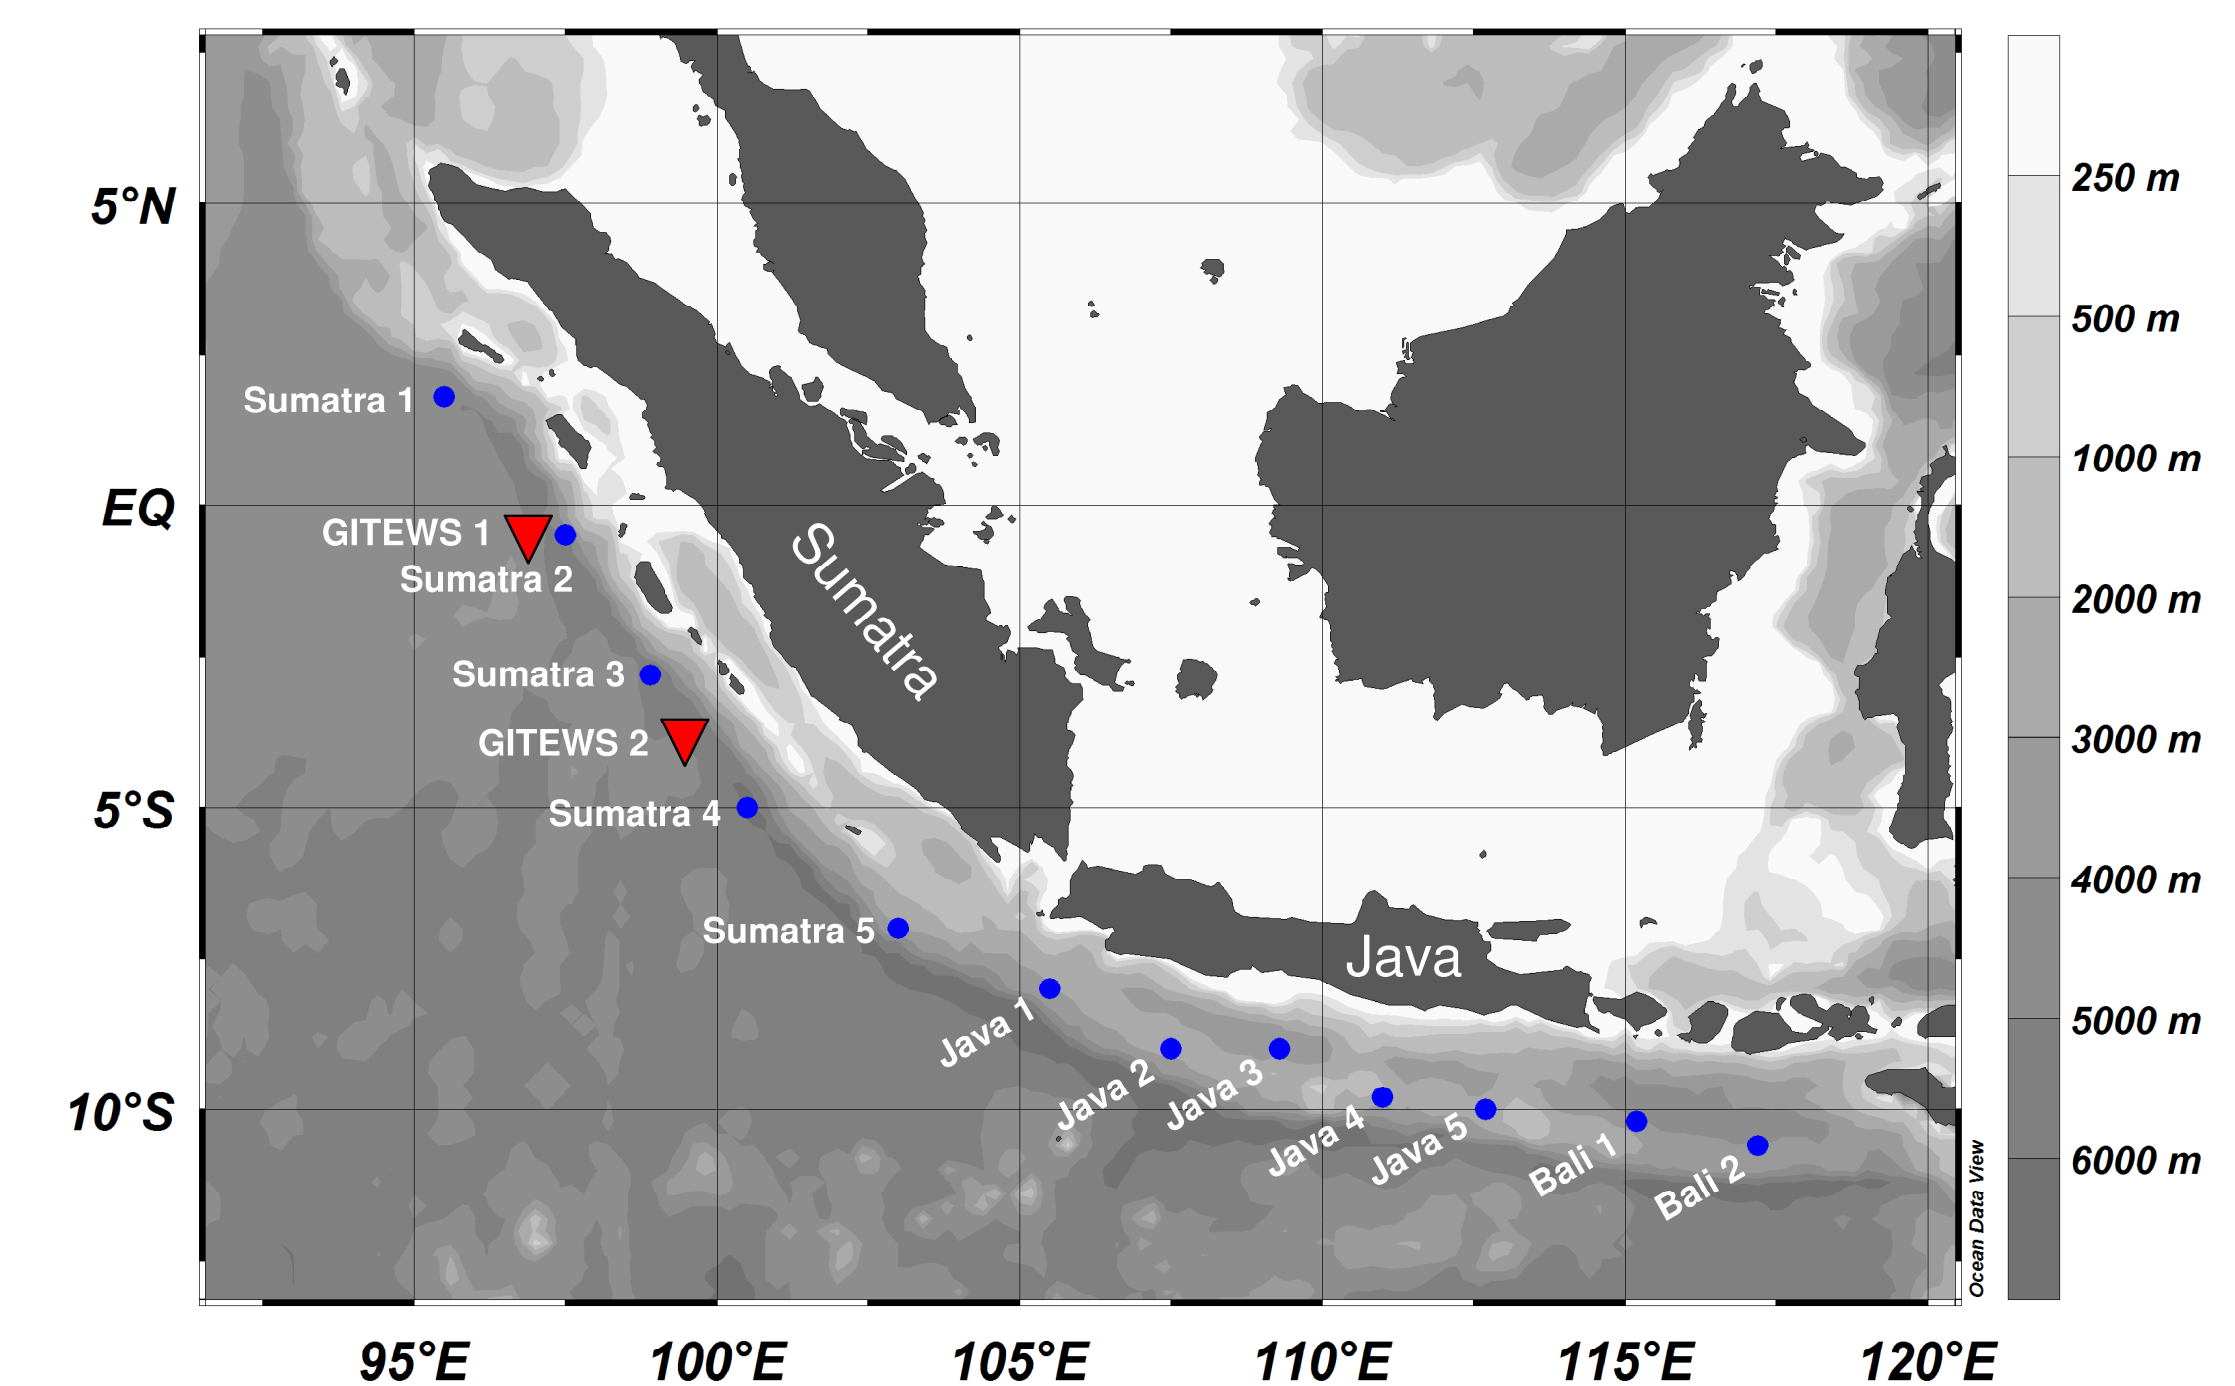 5°N
EQ
5°S
10°S
95°E
100°E
105°E
110°E
115°E
120°E
Sumatra 1
GITEWS 1
Sumatra 2
Sumatra 3
GITEWS 2
Sumatra 4
Sumatra 5
Sumatra
Java
Java 1
Java 2
Java 3
Java 4
Java 5
Bali 1
Bali 2
Ocean Data View
250 m
500 m
1000 m
2000 m
3000 m
4000 m
5000 m
6000 m